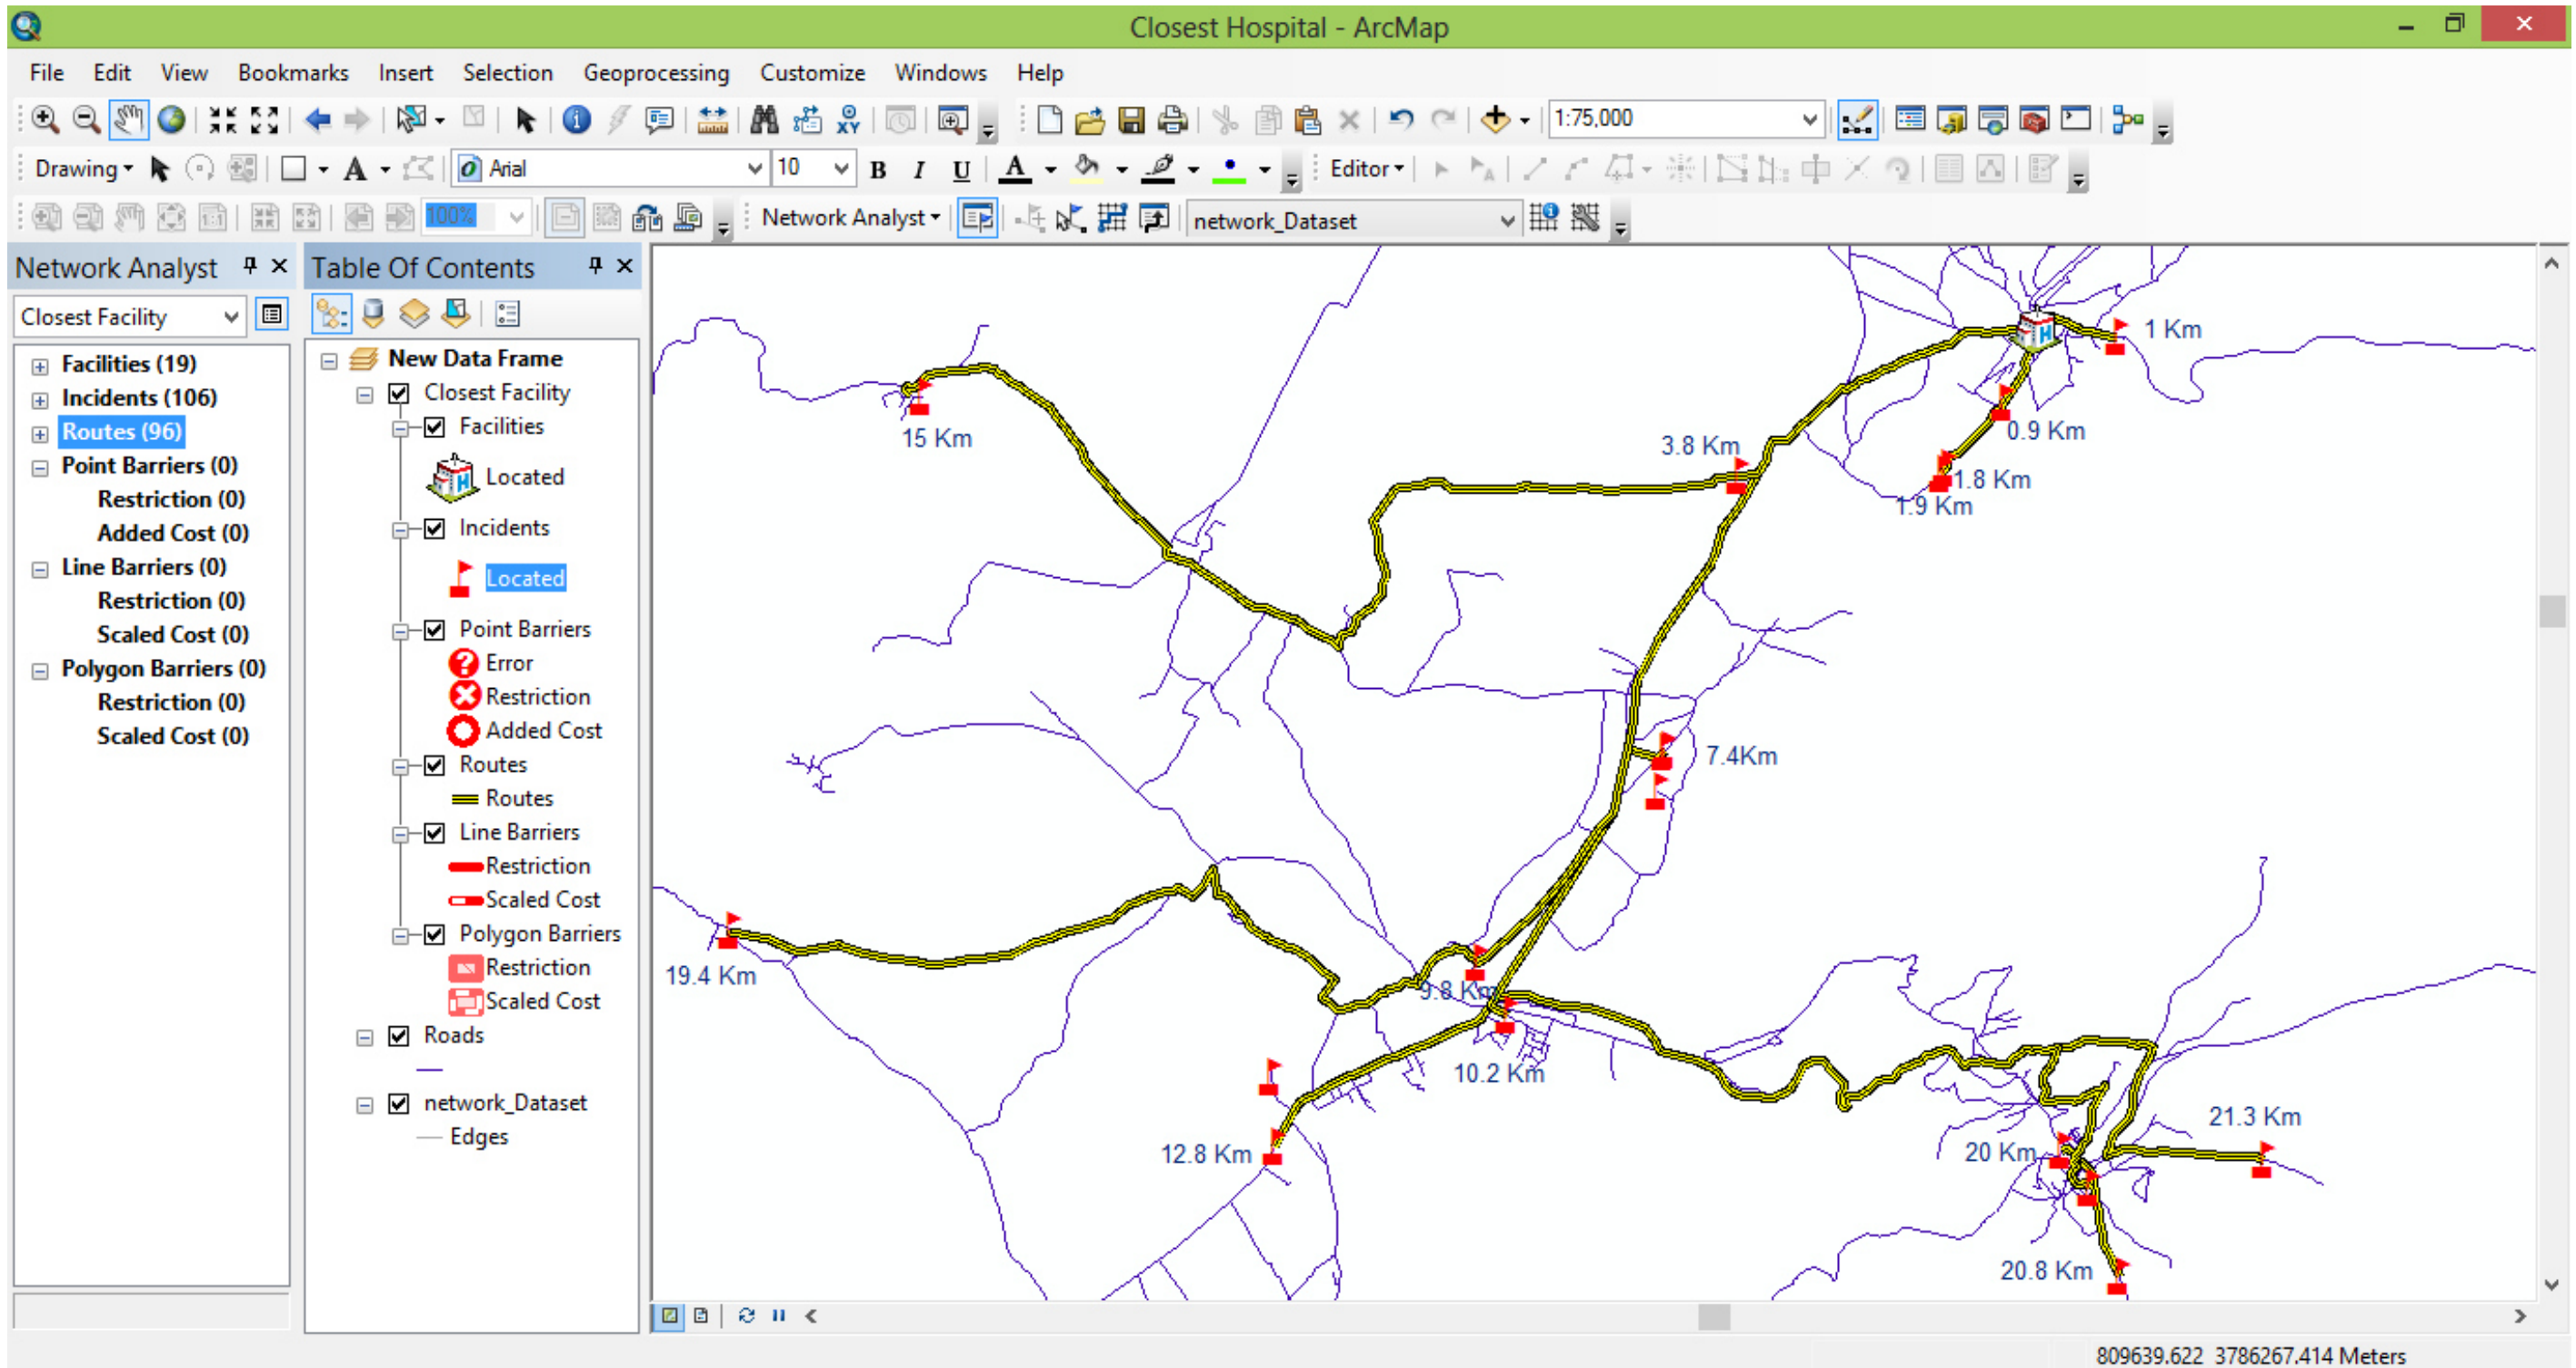 Closest Hospital - ArcMap
File Edit View Bookmarks Insert Selection Geoprocessing Customize Windows Help
1:75,000
Drawing Arial 10 B I U A Editor
100% Network Analyst network_Dataset
Network Analyst
Closest Facility
Facilities (19)
Incidents (106)
Routes (96)
Point Barriers (0)
Restriction (0)
Added Cost (0)
Line Barriers (0)
Restriction (0)
Scaled Cost (0)
Polygon Barriers (0)
Restriction (0)
Scaled Cost (0)
Table Of Contents
New Data Frame
Closest Facility
Facilities
Located
Incidents
Located
Point Barriers
Error
Restriction
Added Cost
Routes
Routes
Line Barriers
Restriction
Scaled Cost
Polygon Barriers
Restriction
Scaled Cost
Roads
network_Dataset
Edges
1 Km
15 Km
0.9 Km
3.8 Km
1.8 Km
1.9 Km
7.4Km
19.4 Km
9.8 Km
10.2 Km
21.3 Km
12.8 Km
20 Km
20.8 Km
809639.622 3786267.414 Meters